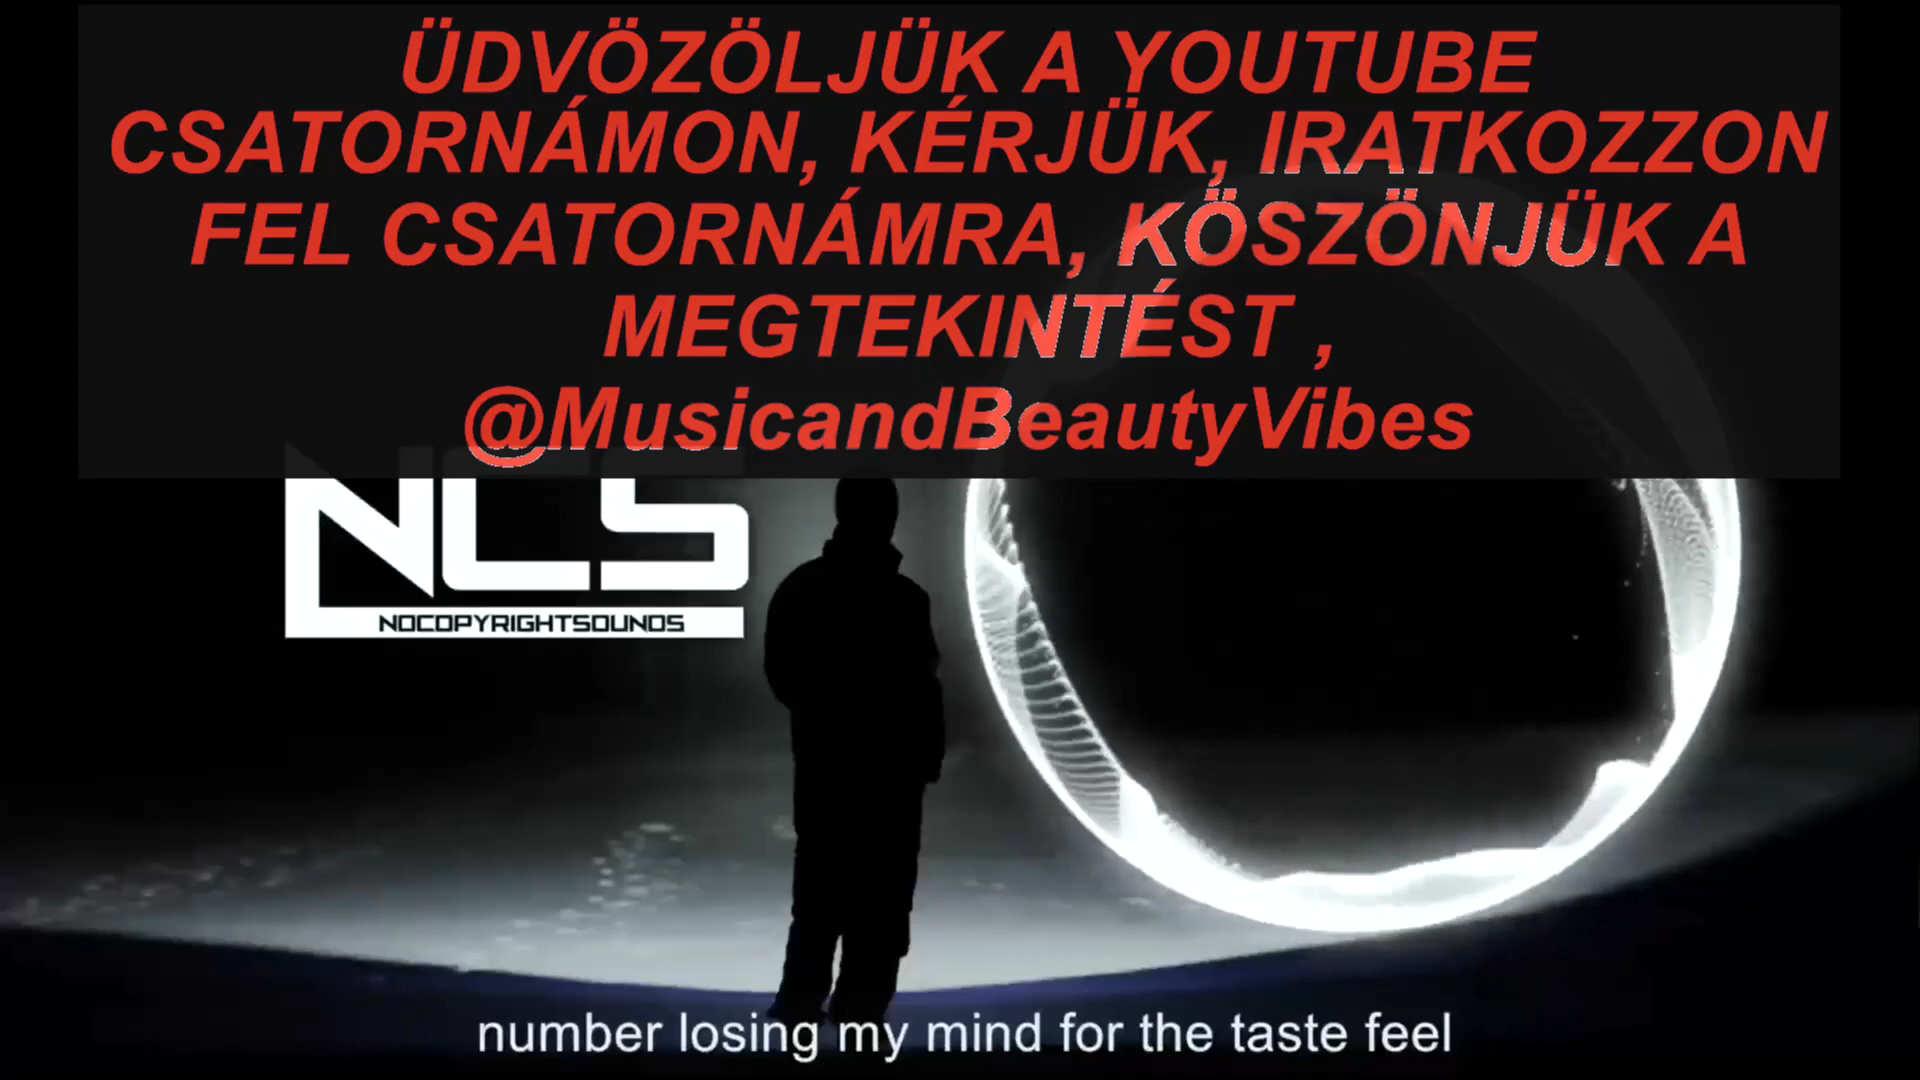 ÜDVÖZÖLJÜK A YOUTUBE
CSATORNÁMON, KÉRJÜK, IRATKOZZON
FEL CSATORNÁMRA, KÖSZÖNJÜK A
MEGTEKINTÉST ,
@MusicandBeautyVibes
NCS
NOCOPYRIGHTSOUNDS
number losing my mind for the taste feel